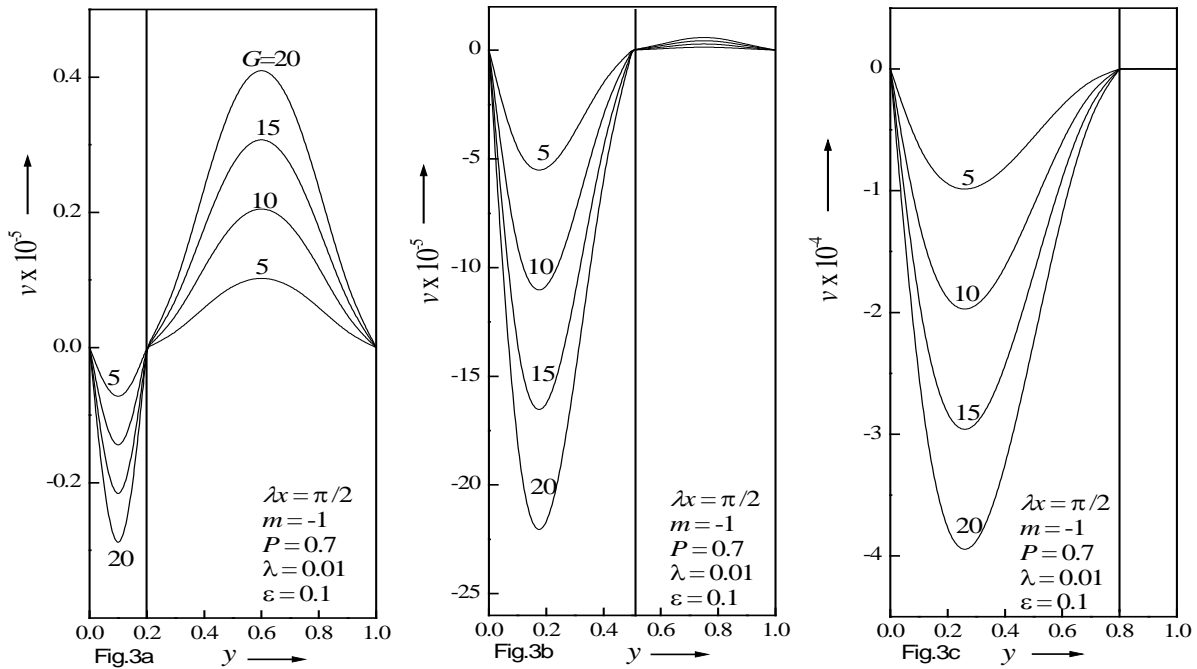 G=20
0.4
15
0.2
10
5
0.0
5
-0.2
20
v x 10-5
λx = π/2
m = -1
P = 0.7
λ = 0.01
ε = 0.1
0.0 0.2 0.4 0.6 0.8 1.0
Fig.3a y
0
5
-5
10
-10
15
-15
20
-20
-25
v x 10-5
λx = π/2
m = -1
P = 0.7
λ = 0.01
ε = 0.1
0.0 0.2 0.4 0.6 0.8 1.0
Fig.3b y
0
5
-1
10
-2
15
-3
20
-4
v x 10-4
λx = π/2
m = -1
P = 0.7
λ = 0.01
ε = 0.1
0.0 0.2 0.4 0.6 0.8 1.0
Fig.3c y